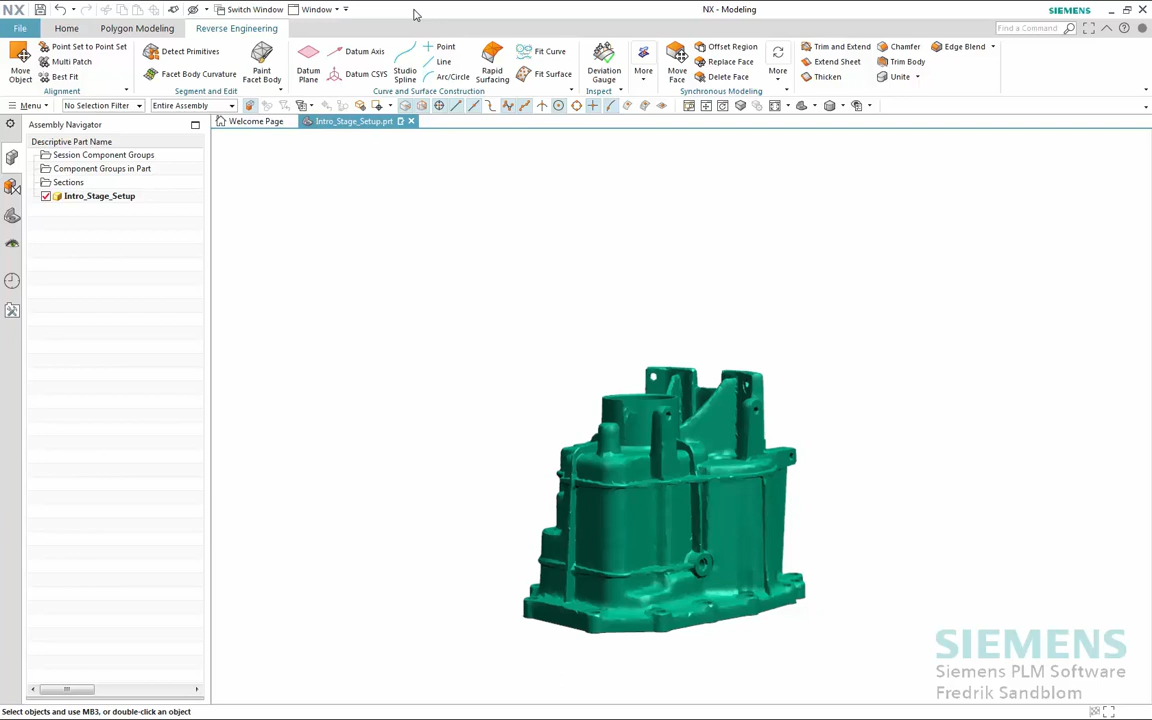 NX
Switch Window
Window
NX - Modeling
SIEMENS
File
Home
Polygon Modeling
Reverse Engineering
Find a Command
Move Object
Point Set to Point Set
Multi Patch
Best Fit
Alignment
Detect Primitives
Facet Body Curvature
Paint Facet Body
Segment and Edit
Datum Plane
Datum Axis
Datum CSYS
Studio Spline
Point
Line
Arc/Circle
Rapid Surfacing
Fit Curve
Fit Surface
Curve and Surface Construction
Deviation Gauge
More
Inspect
Move Face
Offset Region
Replace Face
Delete Face
More
Synchronous Modeling
Trim and Extend
Extend Sheet
Thicken
Chamfer
Trim Body
Unite
Edge Blend
Menu
No Selection Filter
Entire Assembly
Assembly Navigator
Welcome Page
Intro_Stage_Setup.prt
Descriptive Part Name
Session Component Groups
Component Groups in Part
Sections
Intro_Stage_Setup
SIEMENS
Siemens PLM Software
Fredrik Sandblom
Select objects and use MB3, or double-click an object